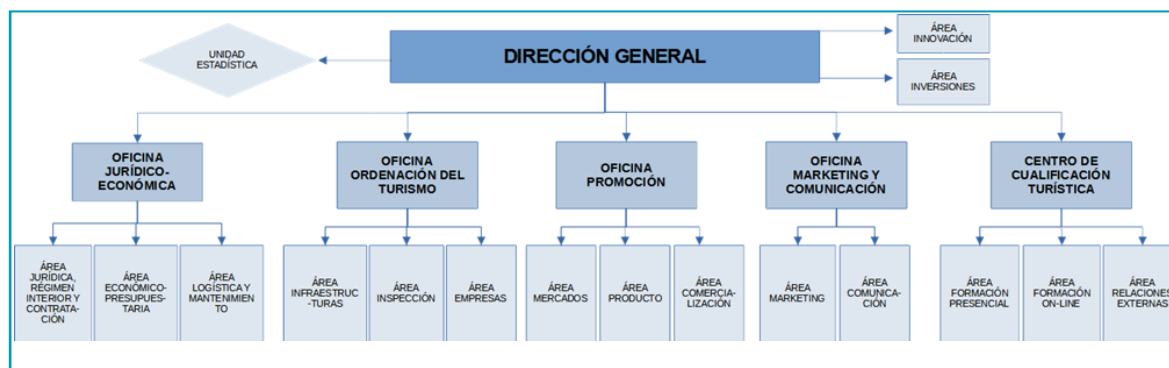 UNIDAD
ESTADÍSTICA
DIRECCIÓN GENERAL
ÁREA
INNOVACIÓN
ÁREA
INVERSIONES
OFICINA
JURÍDICO-
ECONÓMICA
OFICINA
ORDENACIÓN DEL
TURISMO
OFICINA
PROMOCIÓN
OFICINA
MARKETING Y
COMUNICACIÓN
CENTRO DE
CUALIFICACIÓN
TURÍSTICA
ÁREA
JURÍDICA,
RÉGIMEN
INTERIOR Y
CONTRATA-
CIÓN
ÁREA
ECONÓMICO-
PRESUPUES-
TARIA
ÁREA
LOGÍSTICA Y
MANTENIMIE
NTO
ÁREA
INFRAESTRUC
-TURAS
ÁREA
INSPECCIÓN
ÁREA
EMPRESAS
ÁREA
MERCADOS
ÁREA
PRODUCTO
ÁREA
COMERCIA-
LIZACIÓN
ÁREA
MARKETING
ÁREA
COMUNICA-
CIÓN
ÁREA
FORMACIÓN
PRESENCIAL
ÁREA
FORMACIÓN
ON-LINE
ÁREA
RELACIONES
EXTERNAS